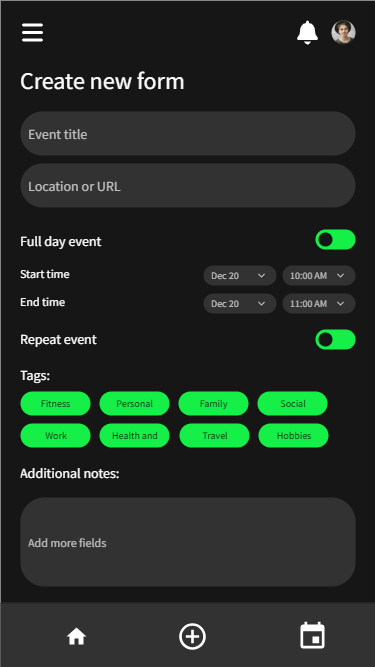 Create new form
Event title
Location or URL
Full day event
Start time Dec 20 10:00 AM
End time Dec 20 11:00 AM
Repeat event
Tags:
Fitness Personal Family Social
Work Health and Travel Hobbies
Additional notes:
Add more fields